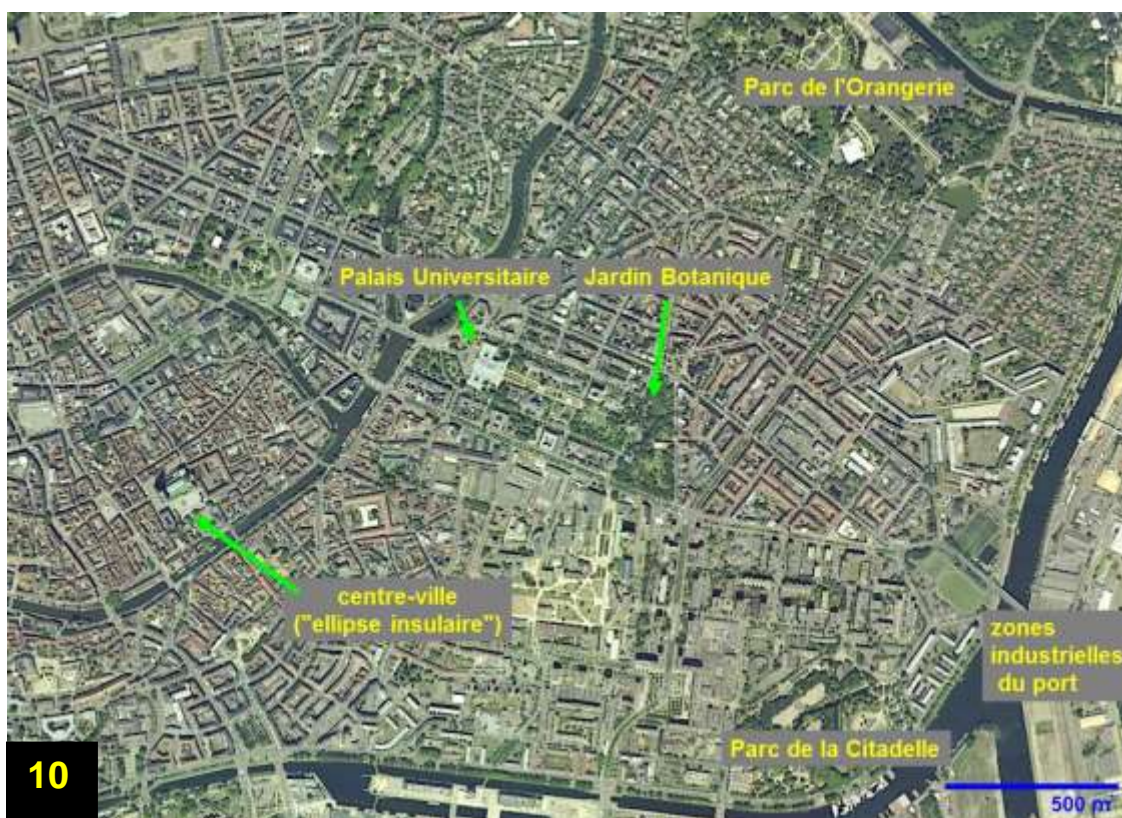 Parc de l'Orangerie
Palais Universitaire
Jardin Botanique
centre-ville
("ellipse insulaire")
zones
industrielles
du port
Parc de la Citadelle
10
500 m